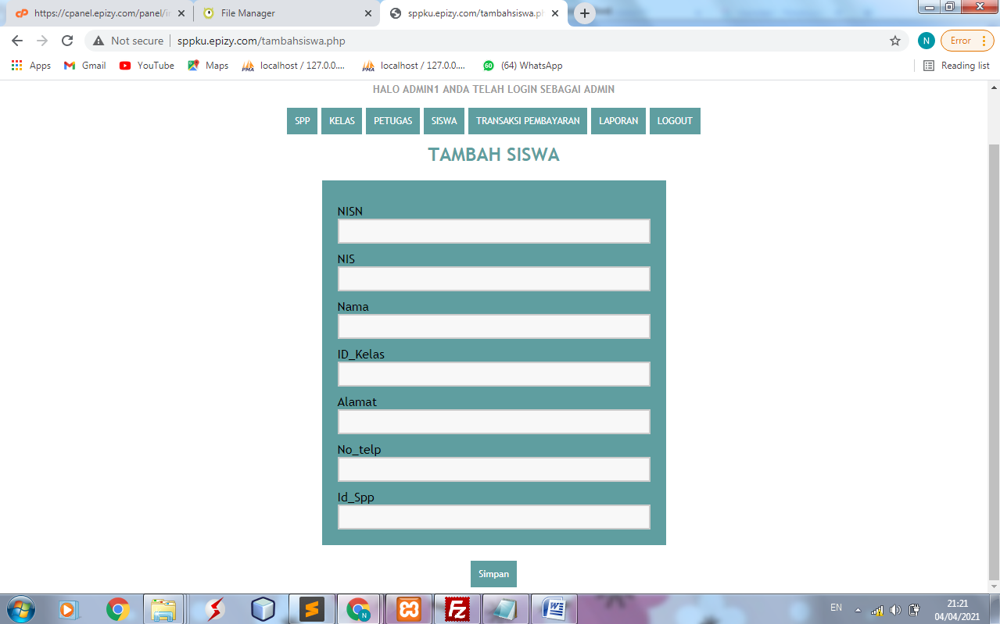 https://cpanel.epizy.com/panel/in
File Manager
sppku.epizy.com/tambahsiswa.ph
Not secure
sppku.epizy.com/tambahsiswa.php
N
Error
Apps
Gmail
YouTube
Maps
localhost / 127.0.0....
localhost / 127.0.0....
60
(64) WhatsApp
Reading list
HALO ADMIN1 ANDA TELAH LOGIN SEBAGAI ADMIN
SPP
KELAS
PETUGAS
SISWA
TRANSAKSI PEMBAYARAN
LAPORAN
LOGOUT
TAMBAH SISWA
NISN
NIS
Nama
ID_Kelas
Alamat
No_telp
Id_Spp
Simpan
EN
21:21
04/04/2021